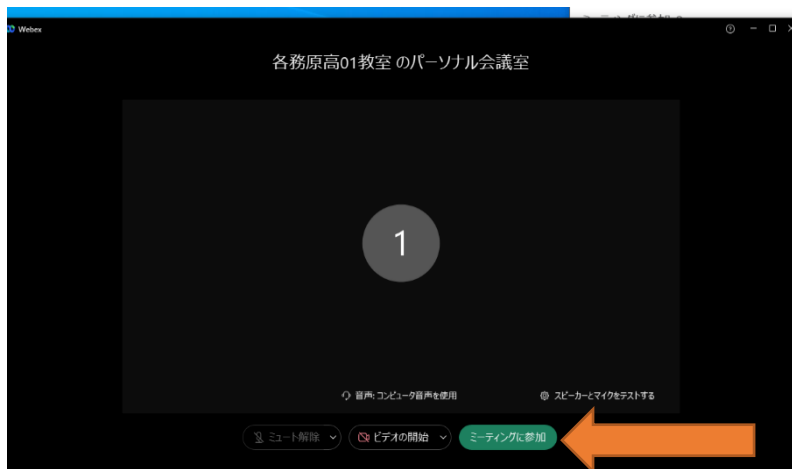 Webex
各務原高01教室 のパーソナル会議室
1
音声: コンピュータ音声を使用
スピーカーとマイクをテストする
ミュート解除
ビデオの開始
ミーティングに参加